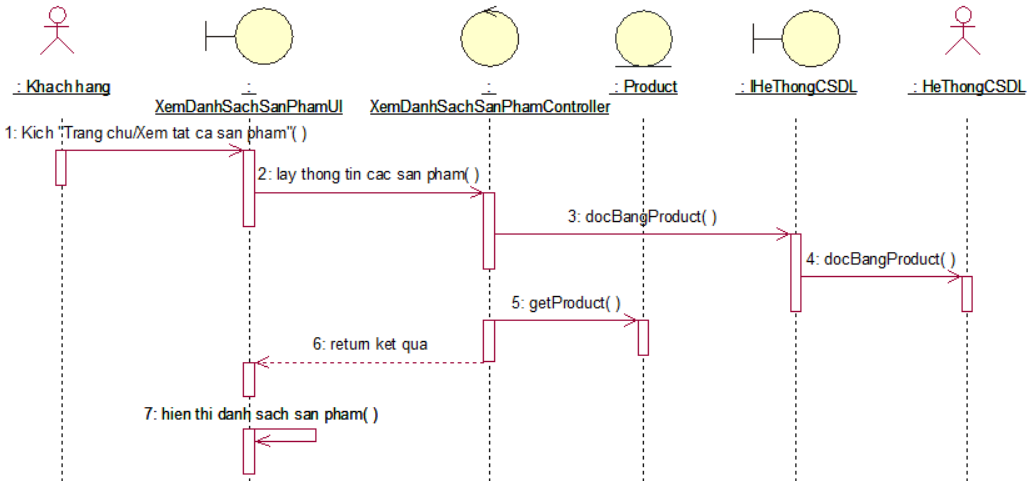 : Khachhang
:
XemDanhSachSanPhamUI
:
XemDanhSachSanPhamController
: Product
: IHeThongCSDL
: HeThongCSDL
1: Kich "Trang chu/Xem tat ca san pham"( )
2: lay thong tin cac san pham( )
3: docBangProduct( )
4: docBangProduct( )
5: getProduct( )
6: return ket qua
7: hien thi danh sach san pham( )